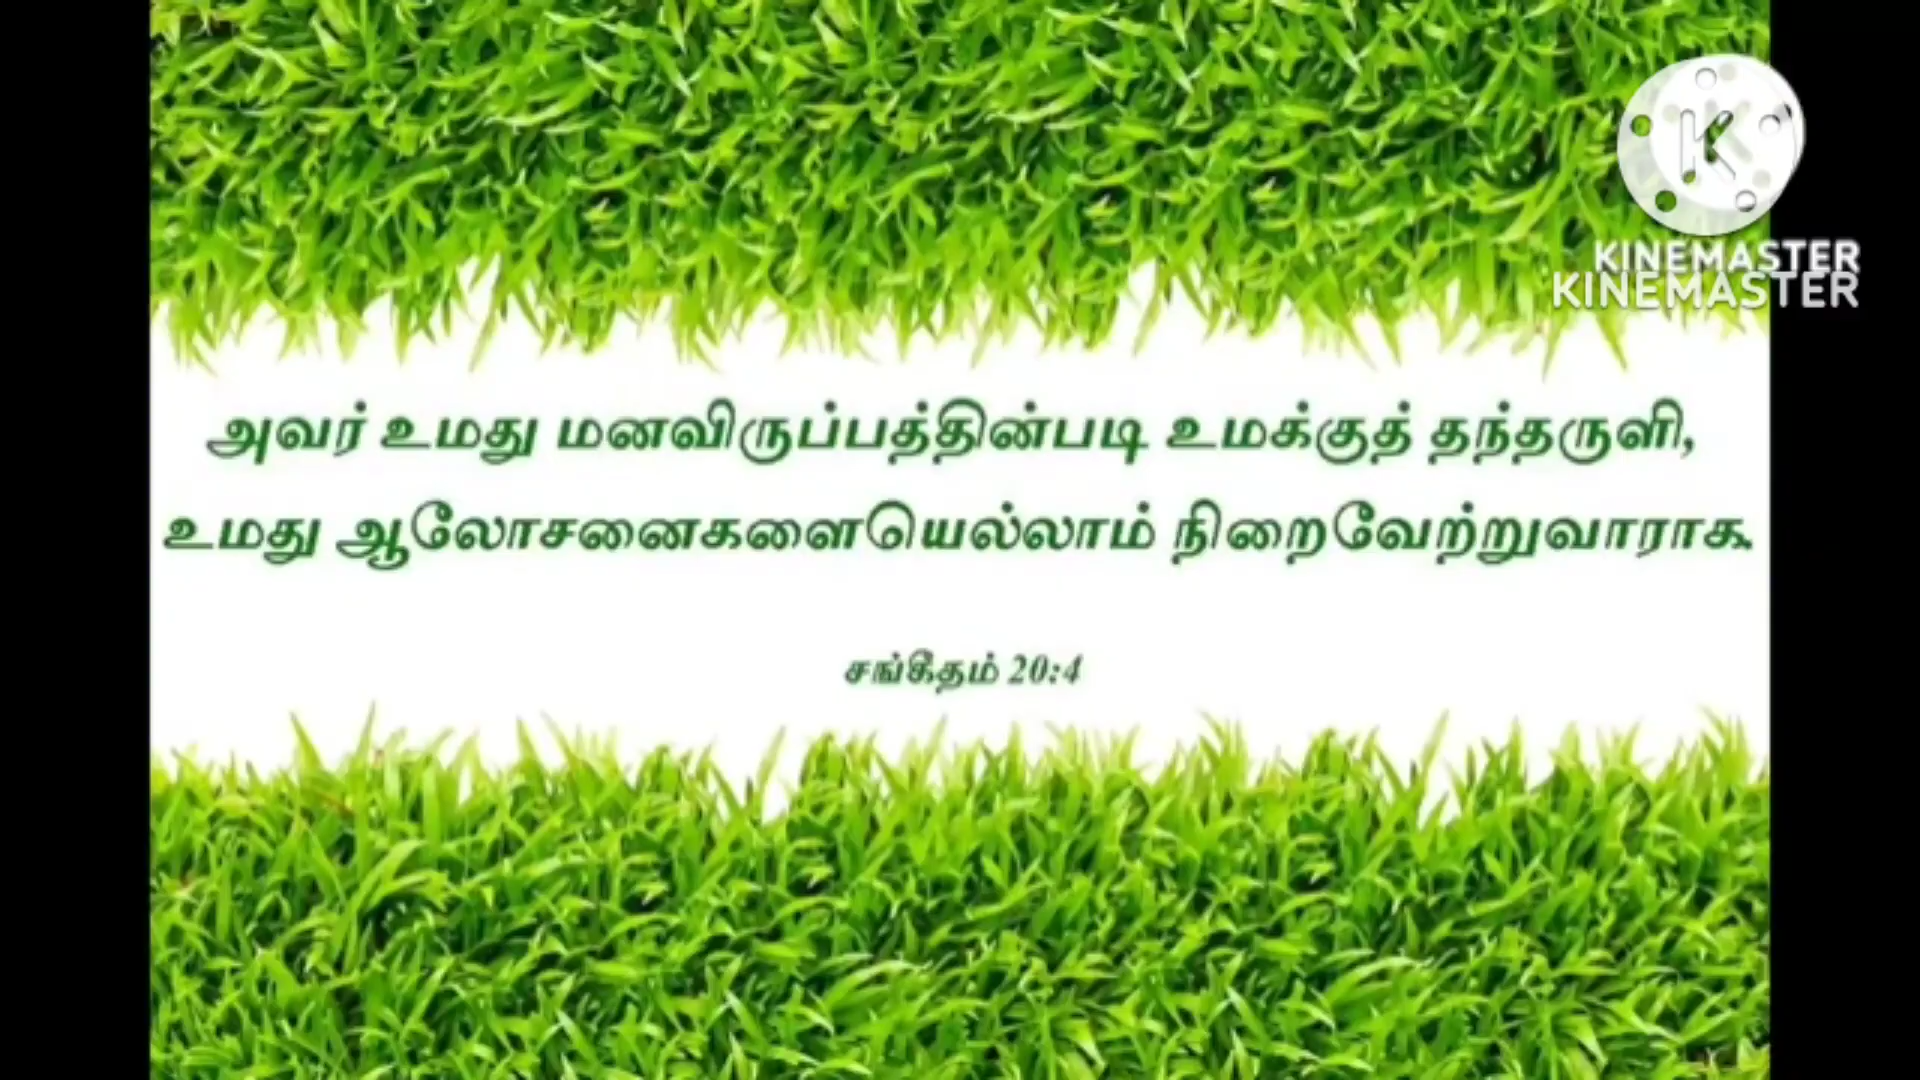 KINEMASTER
KINEMASTER
அவர் உமது மனவிருப்பத்தின்படி உமக்குத் தந்தருளி,
உமது ஆலோசனைகளையெல்லாம் நிறைவேற்றுவாராக.
சங்கீதம் 20:4